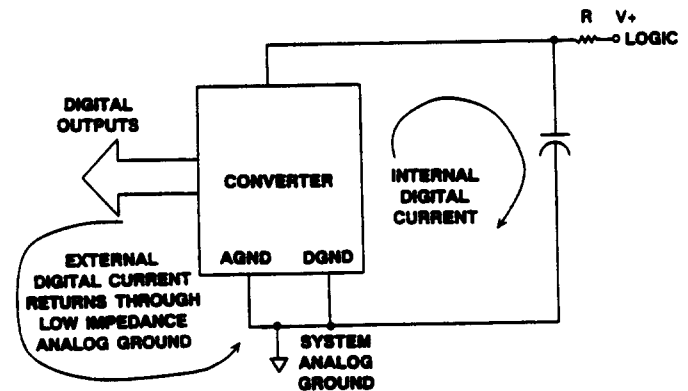 R V+
LOGIC
DIGITAL
OUTPUTS
CONVERTER
INTERNAL
DIGITAL
CURRENT
EXTERNAL
DIGITAL CURRENT
RETURNS THROUGH
LOW IMPEDANCE
ANALOG GROUND
AGND DGND
SYSTEM
ANALOG
GROUND